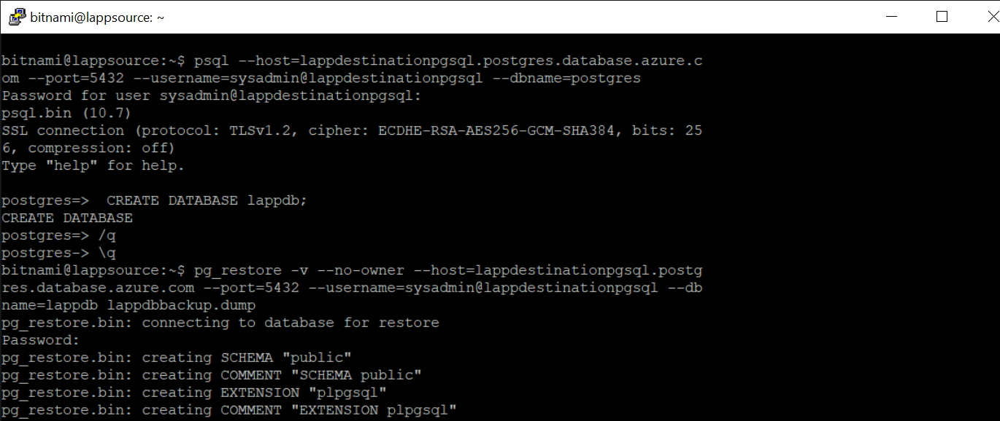 bitnami@lappsource: ~
bitnami@lappsource:~$ psql --host=lappdestinationpgsql.postgres.database.azure.c
om --port=5432 --username=sysadmin@lappdestinationpgsql --dbname=postgres
Password for user sysadmin@lappdestinationpgsql:
psql.bin (10.7)
SSL connection (protocol: TLSv1.2, cipher: ECDHE-RSA-AES256-GCM-SHA384, bits: 25
6, compression: off)
Type "help" for help.
postgres=>  CREATE DATABASE lappdb;
CREATE DATABASE
postgres=> /q
postgres-> \q
bitnami@lappsource:~$ pg_restore -v --no-owner --host=lappdestinationpgsql.postg
res.database.azure.com --port=5432 --username=sysadmin@lappdestinationpgsql --db
name=lappdb lappdbbackup.dump
pg_restore.bin: connecting to database for restore
Password:
pg_restore.bin: creating SCHEMA "public"
pg_restore.bin: creating COMMENT "SCHEMA public"
pg_restore.bin: creating EXTENSION "plpgsql"
pg_restore.bin: creating COMMENT "EXTENSION plpgsql"